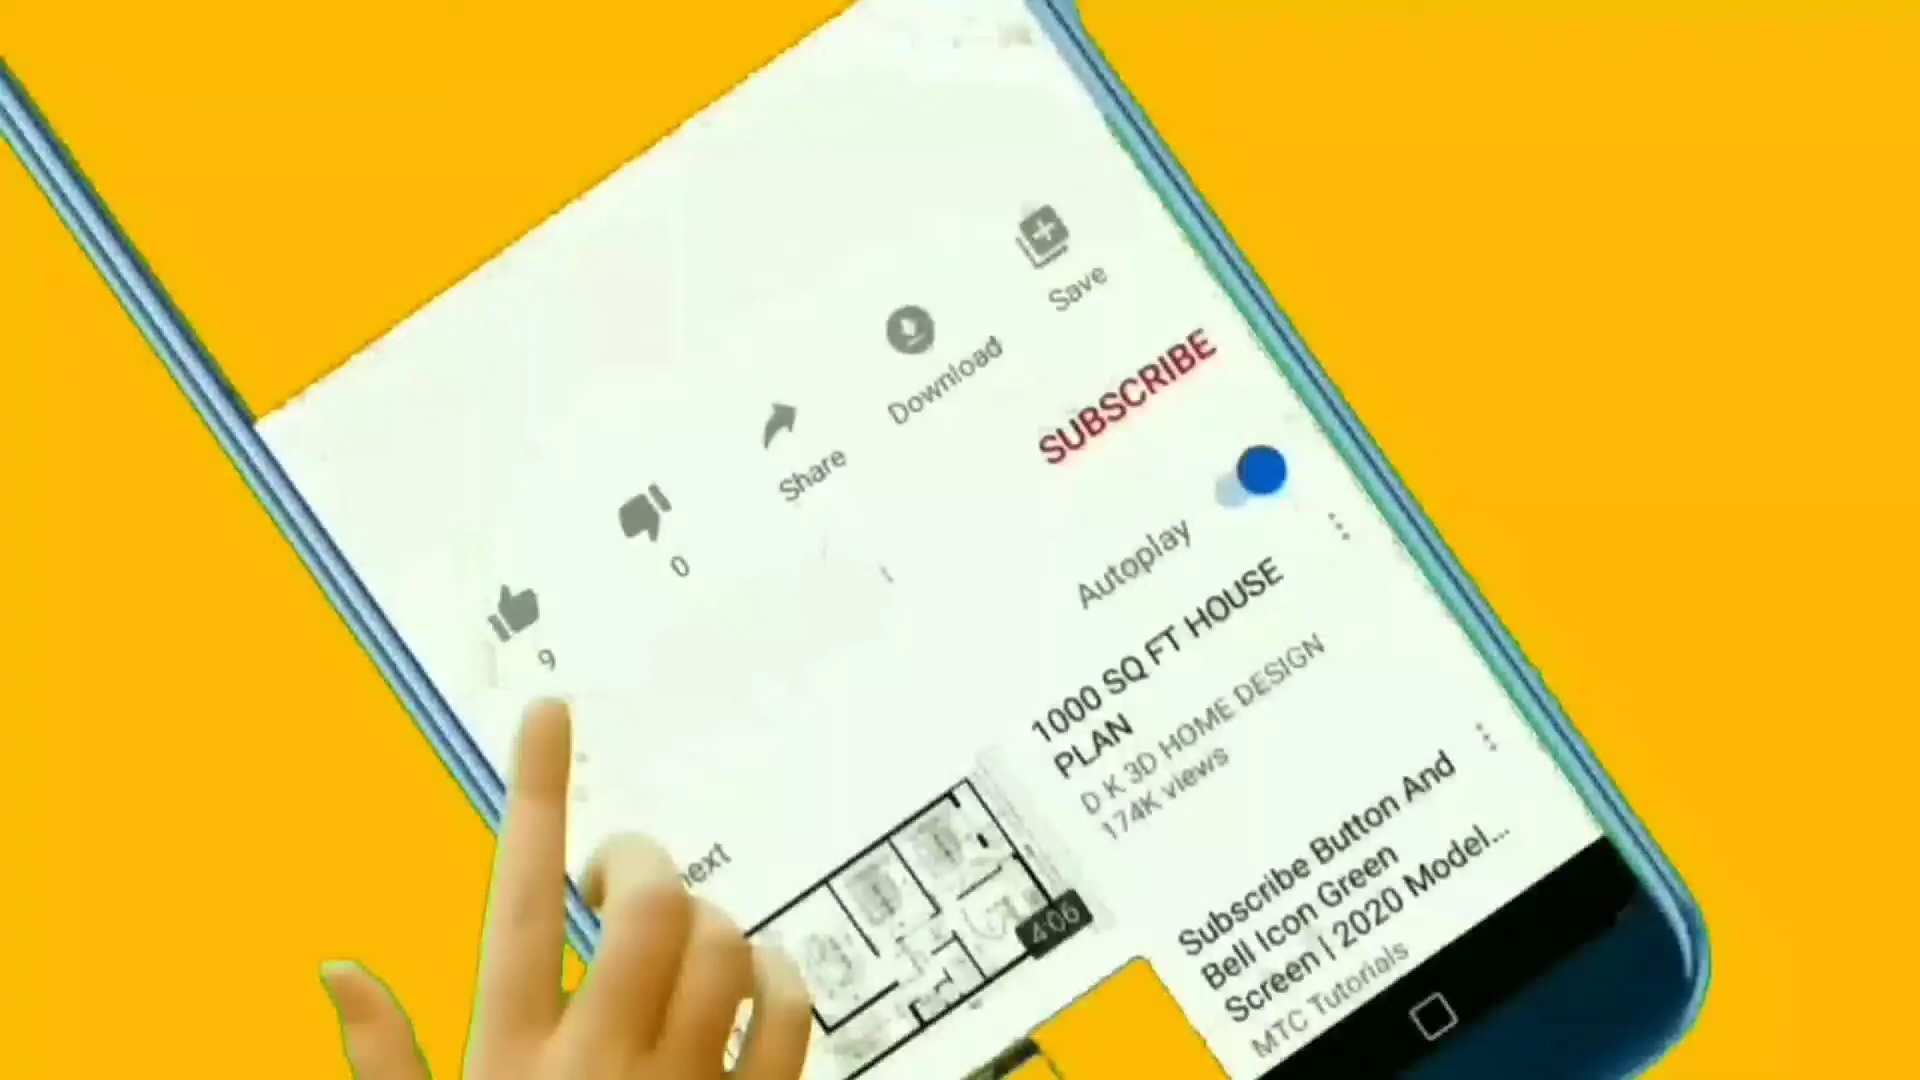 Save
Download
Share
0
9
SUBSCRIBE
Autoplay
next
1000 SQ FT HOUSE
PLAN
D K 3D HOME DESIGN
174K views
4:06
Subscribe Button And
Bell Icon Green
Screen | 2020 Model...
MTC Tutorials